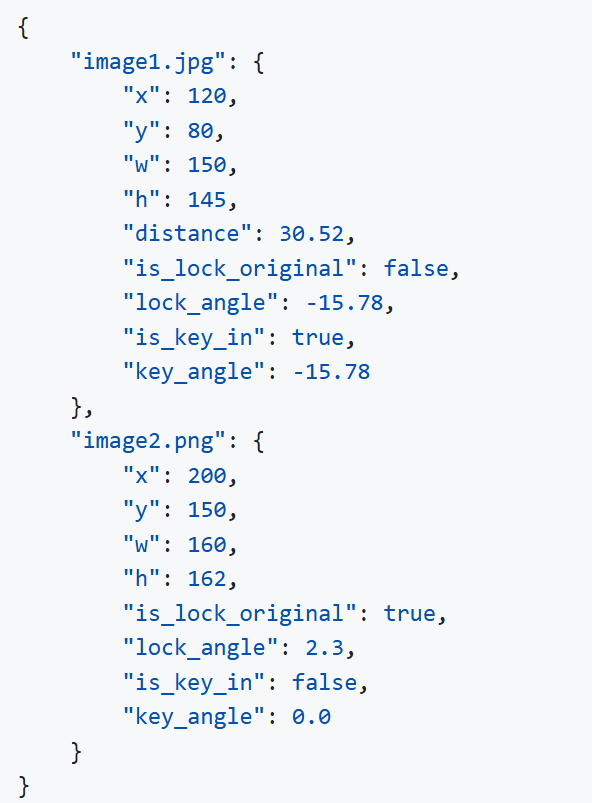 {
    "image1.jpg": {
        "x": 120,
        "y": 80,
        "w": 150,
        "h": 145,
        "distance": 30.52,
        "is_lock_original": false,
        "lock_angle": -15.78,
        "is_key_in": true,
        "key_angle": -15.78
    },
    "image2.png": {
        "x": 200,
        "y": 150,
        "w": 160,
        "h": 162,
        "is_lock_original": true,
        "lock_angle": 2.3,
        "is_key_in": false,
        "key_angle": 0.0
    }
}